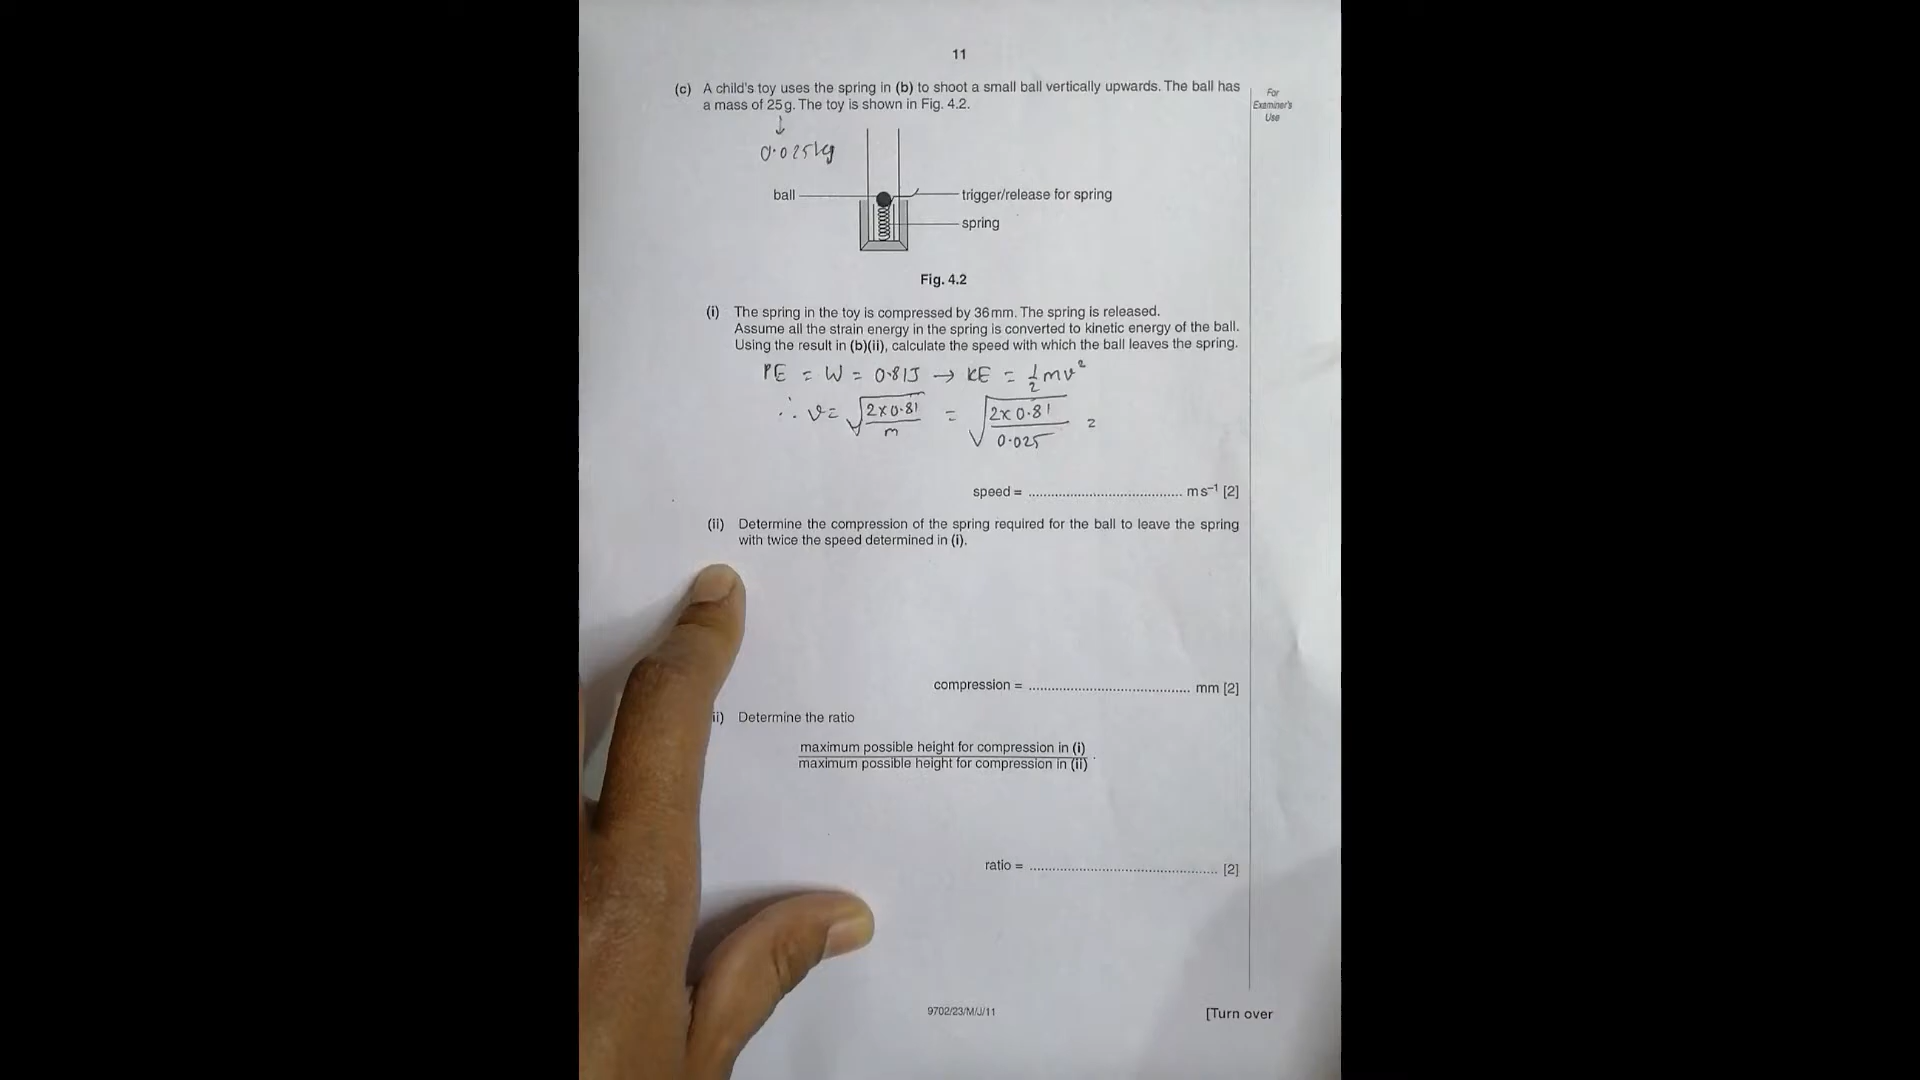 11
(c) A child's toy uses the spring in (b) to shoot a small ball vertically upwards. The ball has
a mass of 25g. The toy is shown in Fig. 4.2.
For
Examiner's
Use
↓
0.025kg
ball
trigger/release for spring
spring
Fig. 4.2
(i) The spring in the toy is compressed by 36mm. The spring is released.
Assume all the strain energy in the spring is converted to kinetic energy of the ball.
Using the result in (b)(ii), calculate the speed with which the ball leaves the spring.
PE = W = 0.81J → KE = 1/2 mv²
∴ v = √(2×0.81/m) = √(2×0.81/0.025) =
speed = ........................................ ms⁻¹ [2]
(ii) Determine the compression of the spring required for the ball to leave the spring
with twice the speed determined in (i).
compression = ........................................ mm [2]
ii) Determine the ratio
maximum possible height for compression in (i)
maximum possible height for compression in (ii) .
ratio = ........................................ [2]
9702/23/M/J/11
[Turn over